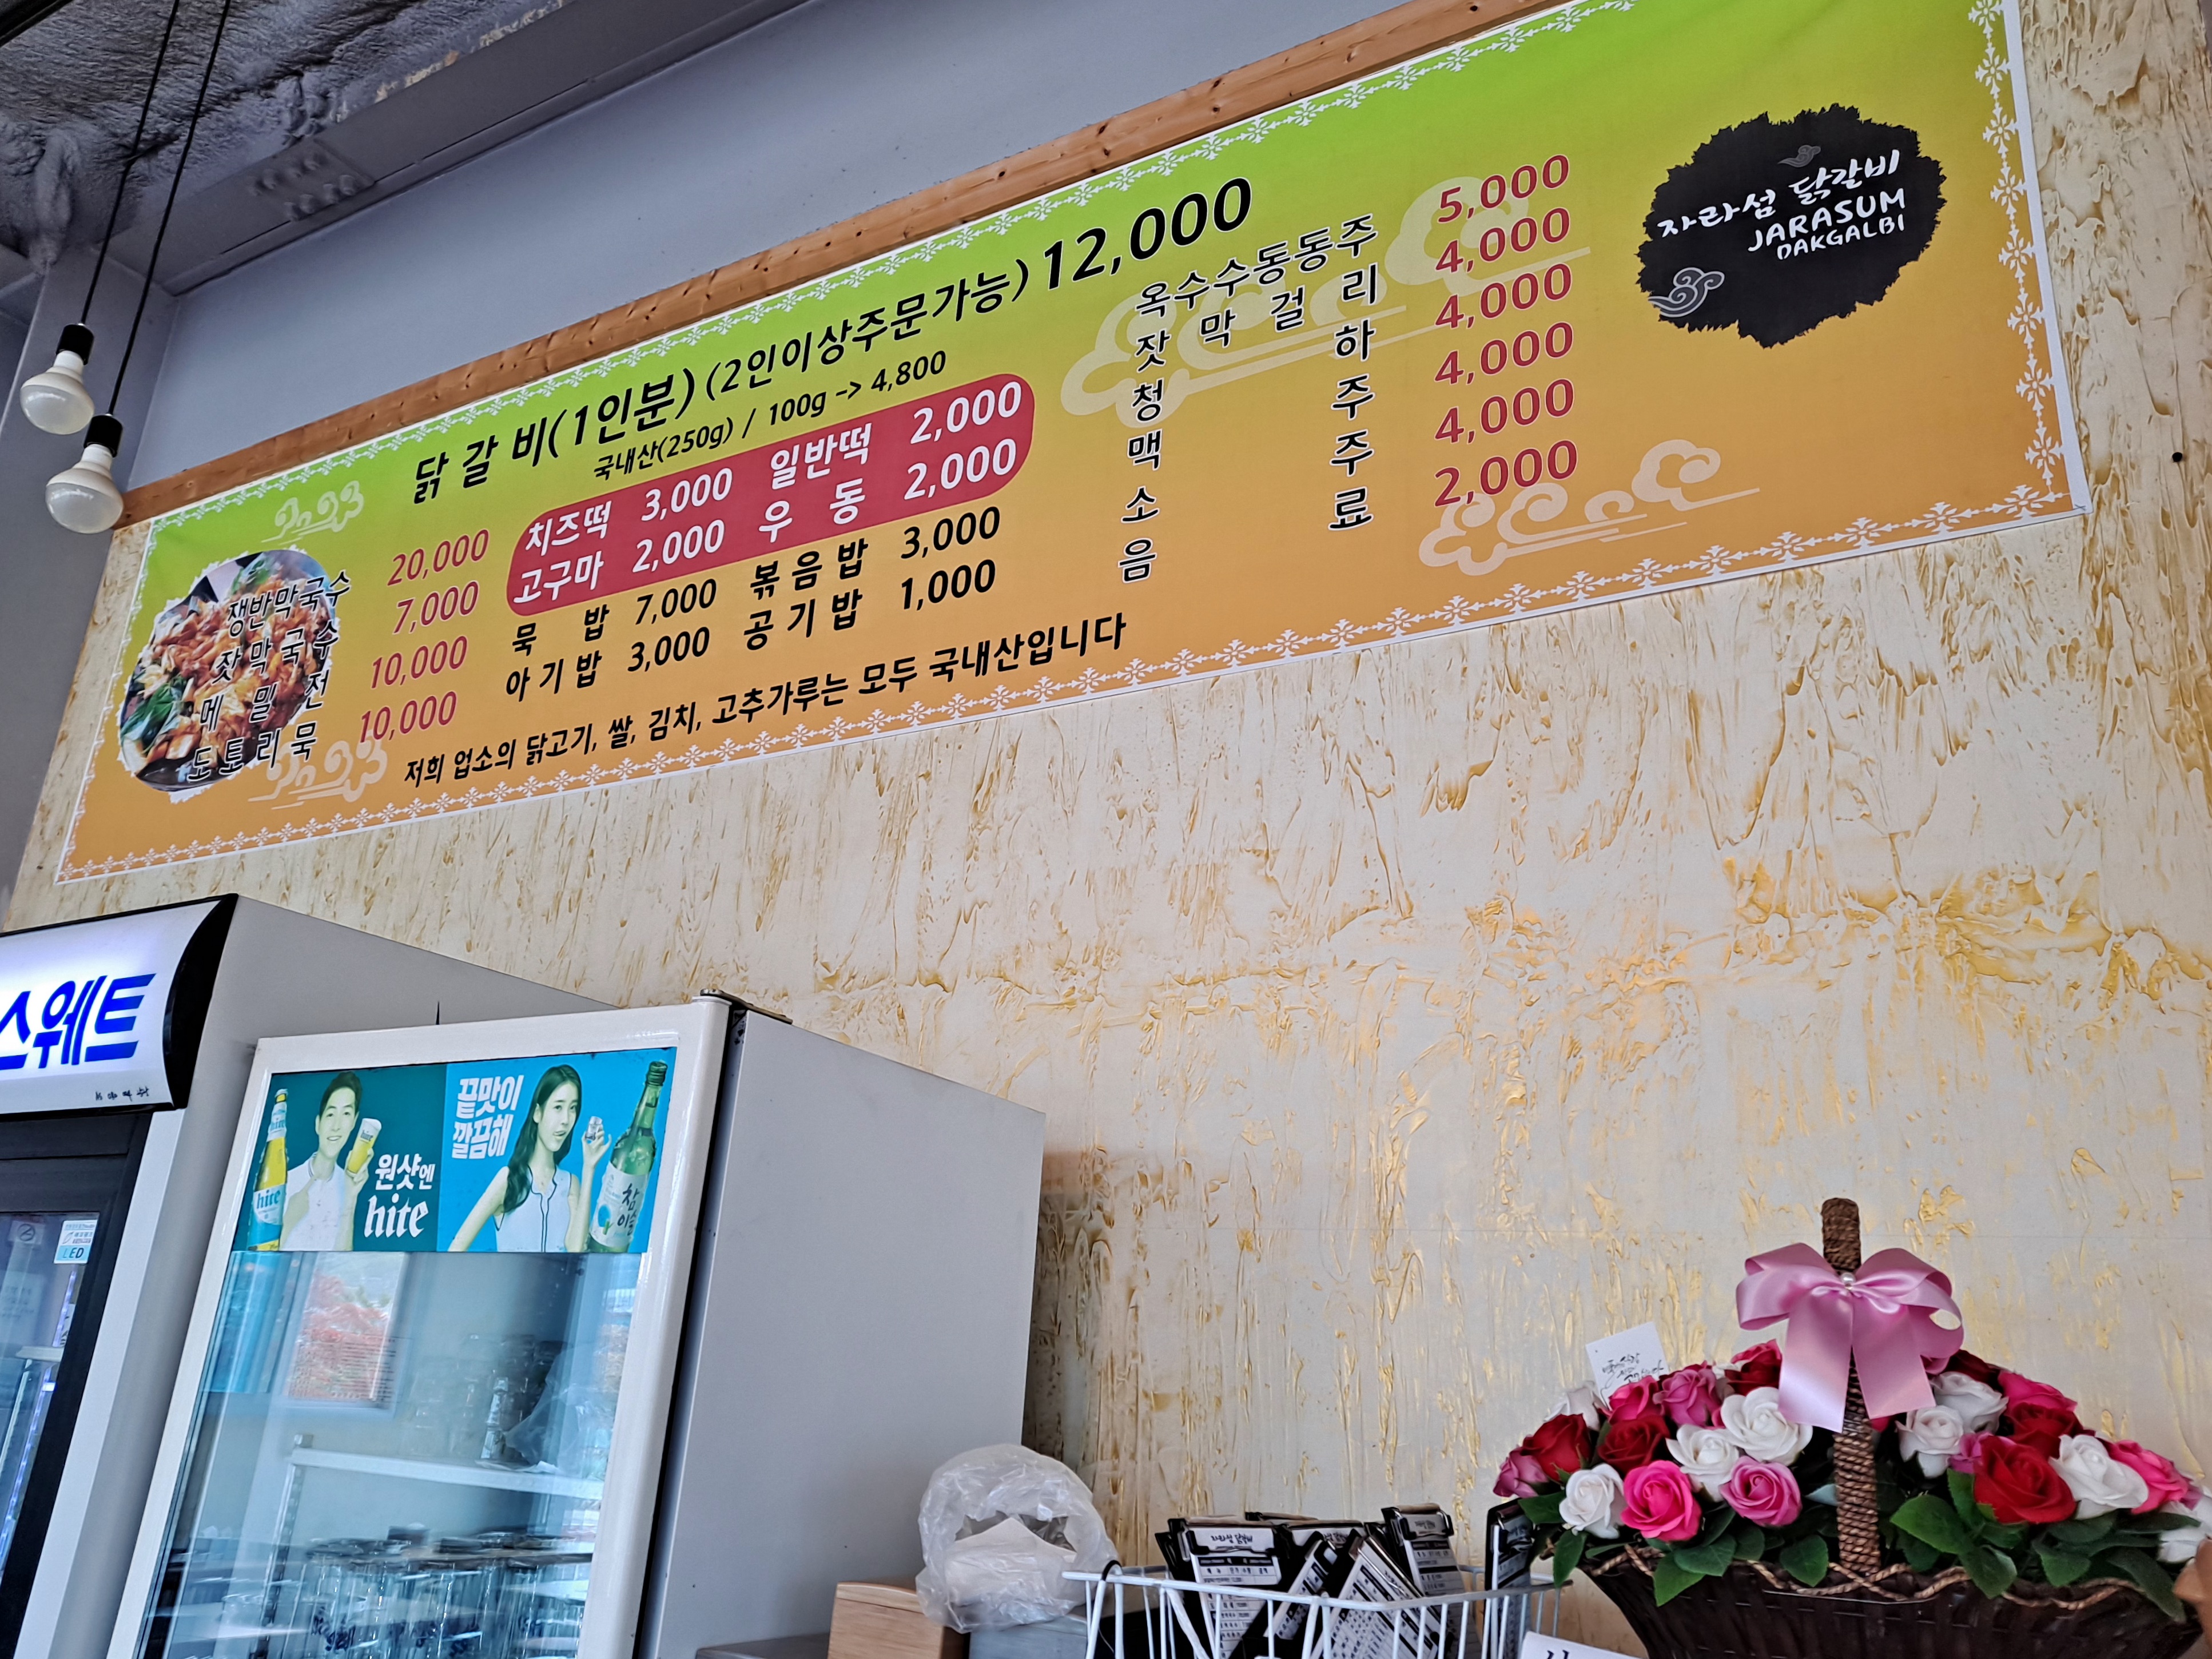 닭 갈 비(1인분) (2인이상주문가능) 12,000
국내산(250g) / 100g -> 4,800
쟁반막국수 20,000
잣막국수 7,000
메밀전 10,000
도토리묵 10,000
치즈떡 3,000 일반떡 2,000
고구마 2,000 우 동 2,000
묵 밥 7,000 볶음밥 3,000
아기밥 3,000 공기밥 1,000
저희 업소의 닭고기, 쌀, 김치, 고추가루는 모두 국내산입니다
옥수수동동주 5,000
잣 막 걸 리 4,000
청 하 4,000
맥 주 4,000
소 주 4,000
음 료 2,000
자라섬 닭갈비
JARASUM
DAKGALBI
스웨트
LED
원샷엔
hite
hite
끝맛이
깔끔해
참
이슬